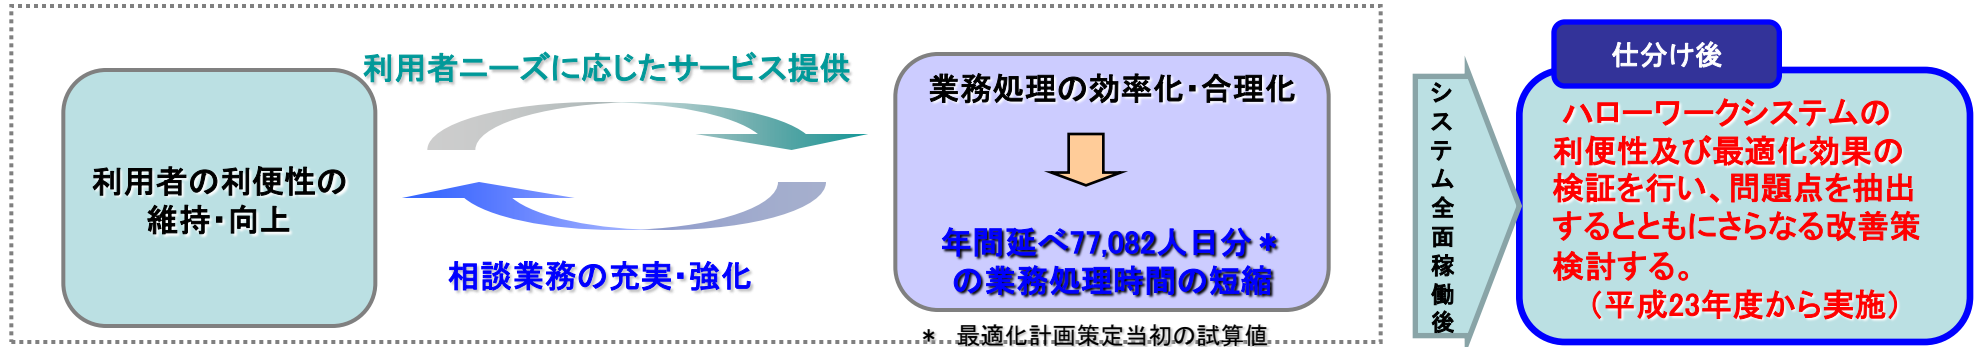 利用者ニーズに応じたサービス提供
利用者の利便性の
維持・向上
相談業務の充実・強化
業務処理の効率化・合理化
年間延べ77,082人日分＊
の業務処理時間の短縮
＊ 最適化計画策定当初の試算値
システム全面稼働後
仕分け後
ハローワークシステムの
利便性及び最適化効果の
検証を行い、問題点を抽出
するとともにさらなる改善策
検討する。
（平成23年度から実施）